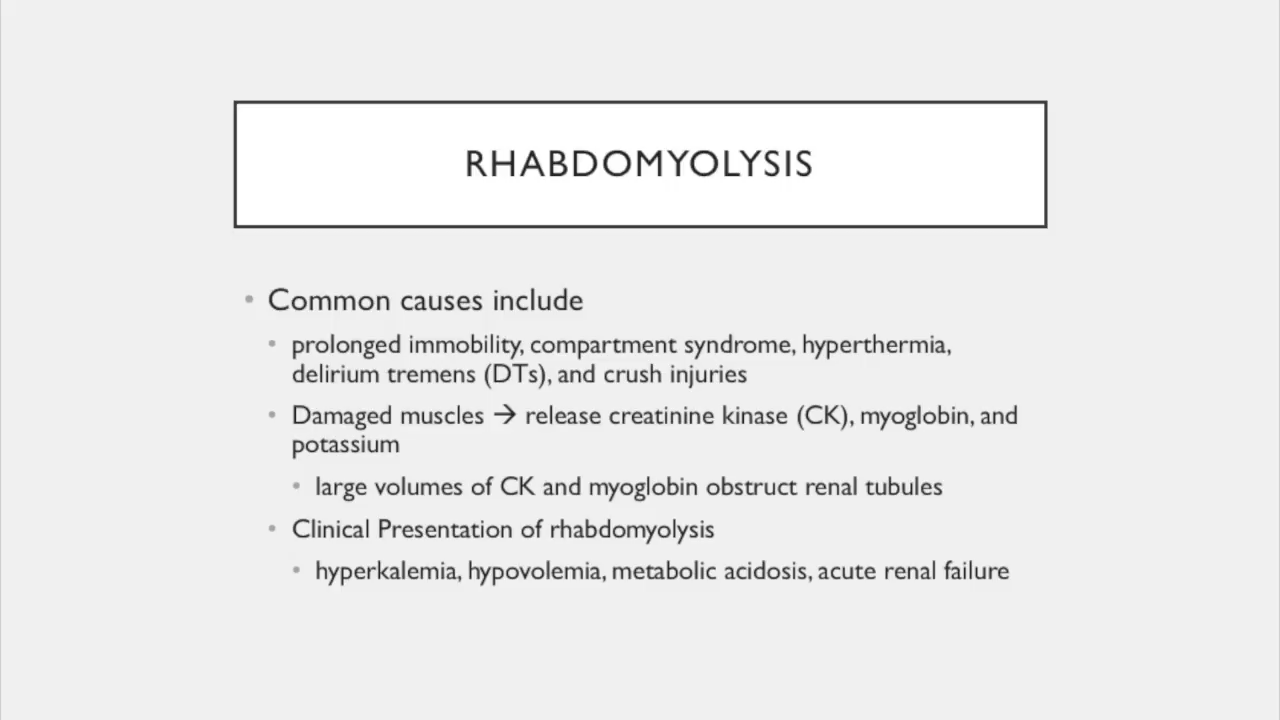 RHABDOMYOLYSIS
• Common causes include
• prolonged immobility, compartment syndrome, hyperthermia,
delirium tremens (DTs), and crush injuries
• Damaged muscles → release creatinine kinase (CK), myoglobin, and
potassium
• large volumes of CK and myoglobin obstruct renal tubules
• Clinical Presentation of rhabdomyolysis
• hyperkalemia, hypovolemia, metabolic acidosis, acute renal failure